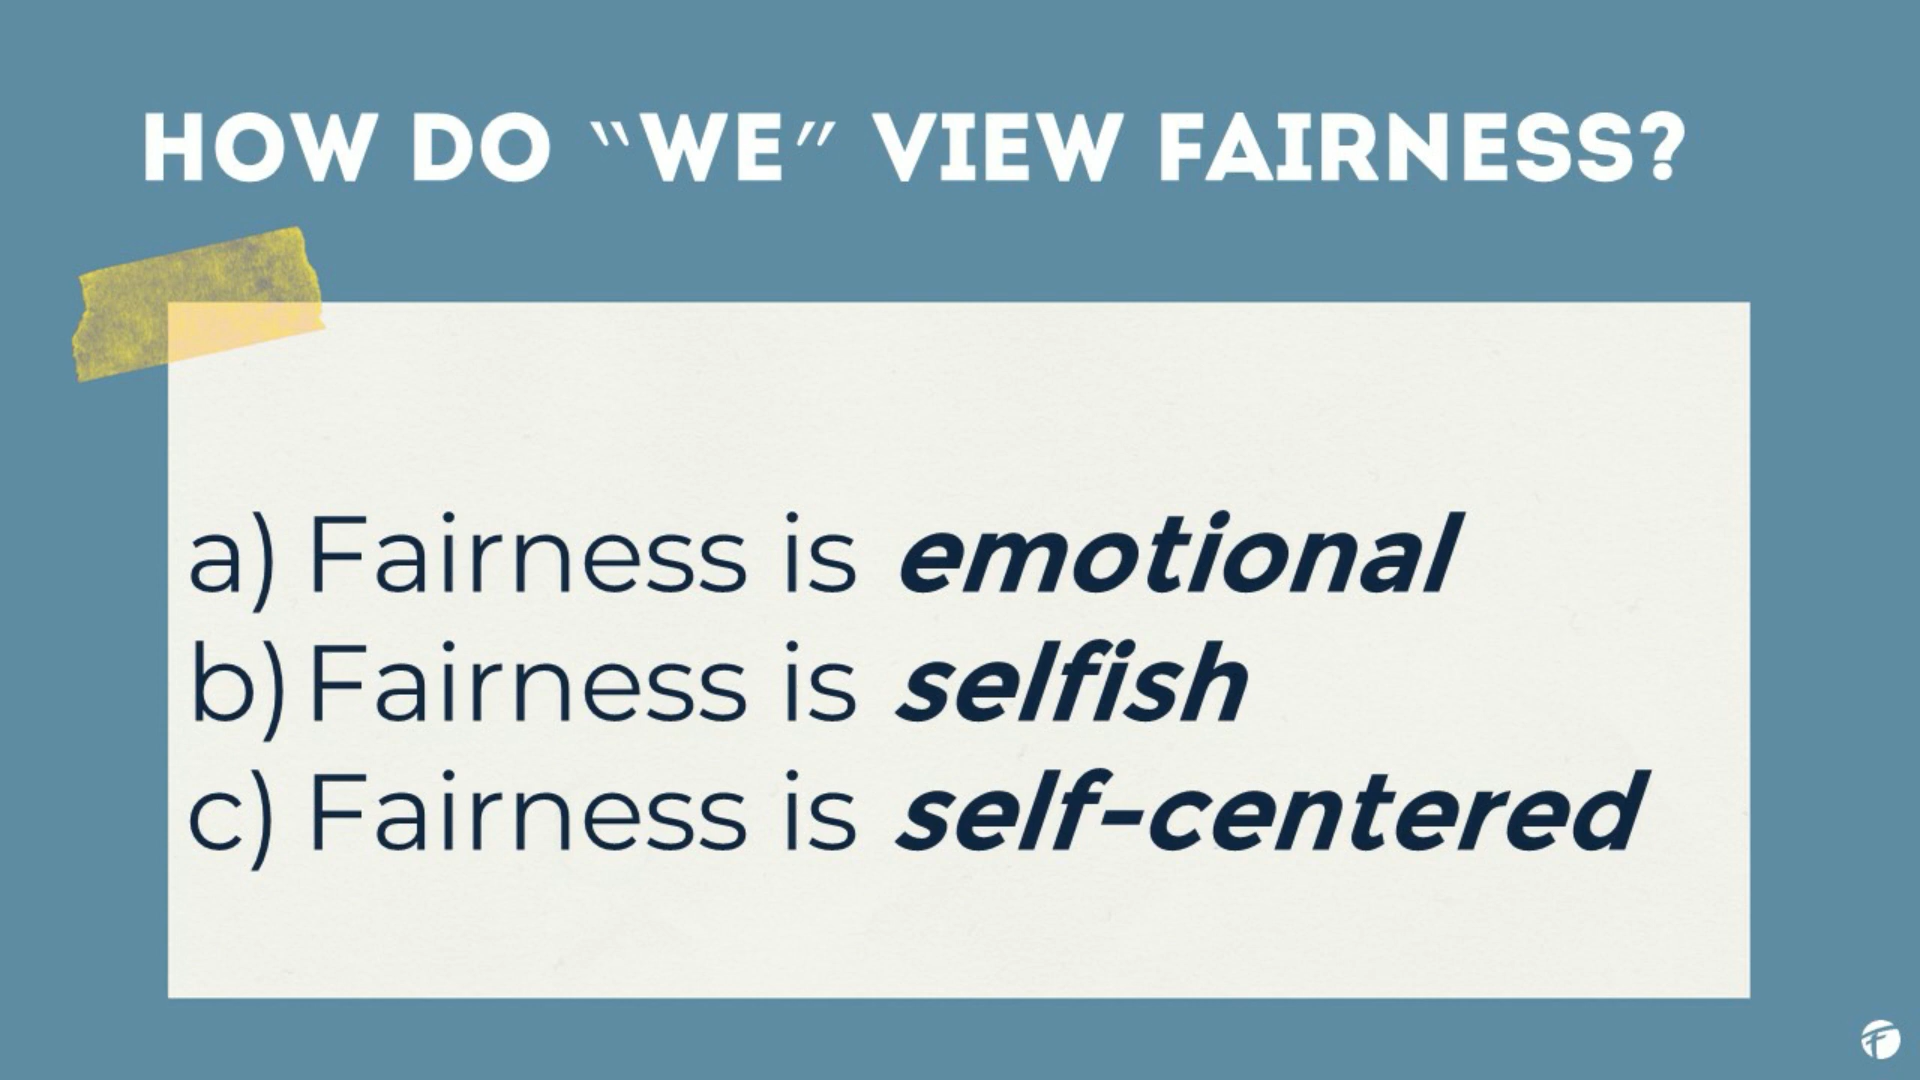 HOW DO “WE” VIEW FAIRNESS?
a) Fairness is emotional
b) Fairness is selfish
c) Fairness is self-centered